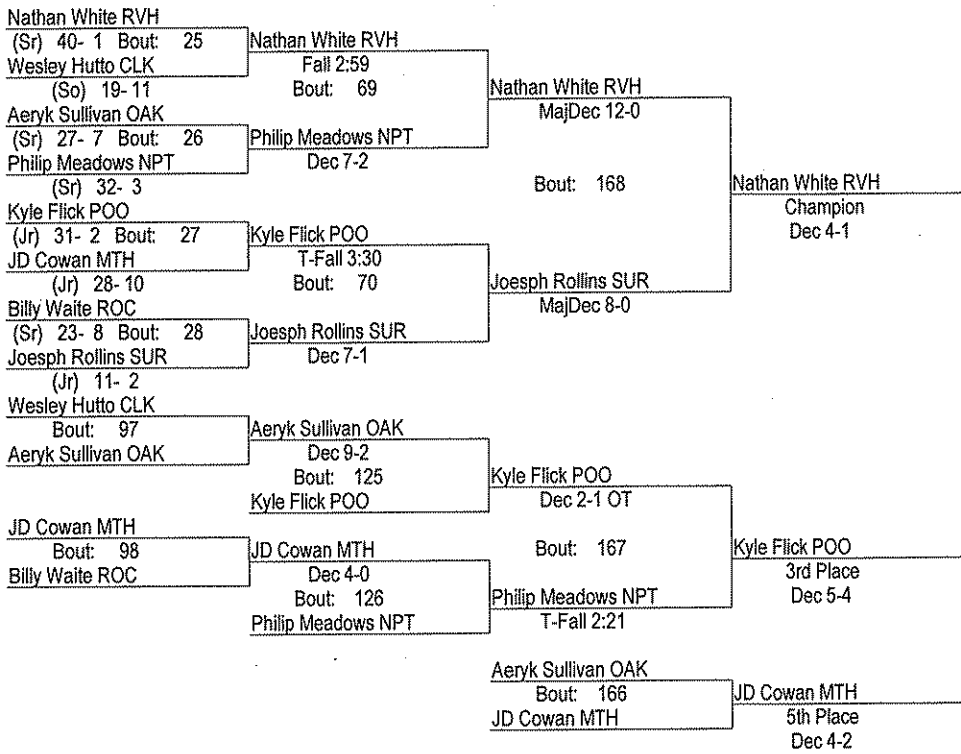 Nathan White RVH
(Sr) 40- 1 Bout: 25
Nathan White RVH
Wesley Hutto CLK
Fall 2:59
(So) 19- 11
Bout: 69
Nathan White RVH
Aeryk Sullivan OAK
MajDec 12-0
(Sr) 27- 7 Bout: 26
Philip Meadows NPT
Philip Meadows NPT
Dec 7-2
(Sr) 32- 3
Bout: 168
Nathan White RVH
Kyle Flick POO
Champion
(Jr) 31- 2 Bout: 27
Kyle Flick POO
Dec 4-1
JD Cowan MTH
T-Fall 3:30
(Jr) 28- 10
Bout: 70
Joesph Rollins SUR
Billy Waite ROC
MajDec 8-0
(Sr) 23- 8 Bout: 28
Joesph Rollins SUR
Joesph Rollins SUR
Dec 7-1
(Jr) 11- 2
Wesley Hutto CLK
Bout: 97
Aeryk Sullivan OAK
Aeryk Sullivan OAK
Dec 9-2
Bout: 125
Kyle Flick POO
Kyle Flick POO
Dec 2-1 OT
JD Cowan MTH
Bout: 98
JD Cowan MTH
Bout: 167
Kyle Flick POO
Billy Waite ROC
Dec 4-0
3rd Place
Bout: 126
Philip Meadows NPT
Dec 5-4
Philip Meadows NPT
T-Fall 2:21
Aeryk Sullivan OAK
Bout: 166
JD Cowan MTH
JD Cowan MTH
5th Place
Dec 4-2